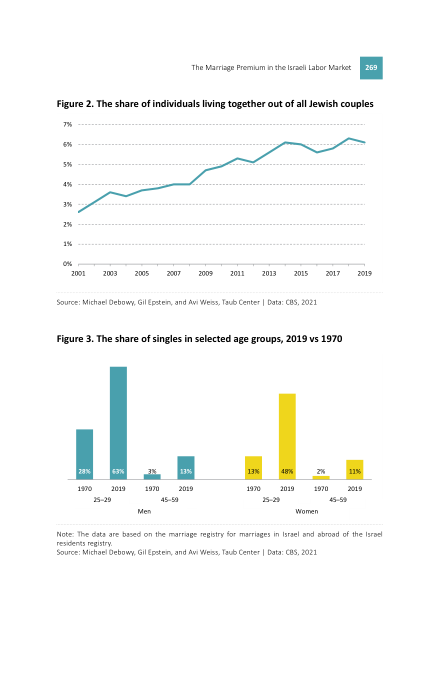 The Marriage Premium in the Israeli Labor Market 269
Figure 2. The share of individuals living together out of all Jewish couples
7%
6%
5%
4%
3%
2%
1%
0%
2001 2003 2005 2007 2009 2011 2013 2015 2017 2019
Source: Michael Debowy, Gil Epstein, and Avi Weiss, Taub Center | Data: CBS, 2021
Figure 3. The share of singles in selected age groups, 2019 vs 1970
28% 63% 3% 13% 13% 48% 2% 11%
1970 2019 1970 2019 1970 2019 1970 2019
25–29 45–59 25–29 45–59
Men Women
Note: The data are based on the marriage registry for marriages in Israel and abroad of the Israel
residents registry.
Source: Michael Debowy, Gil Epstein, and Avi Weiss, Taub Center | Data: CBS, 2021